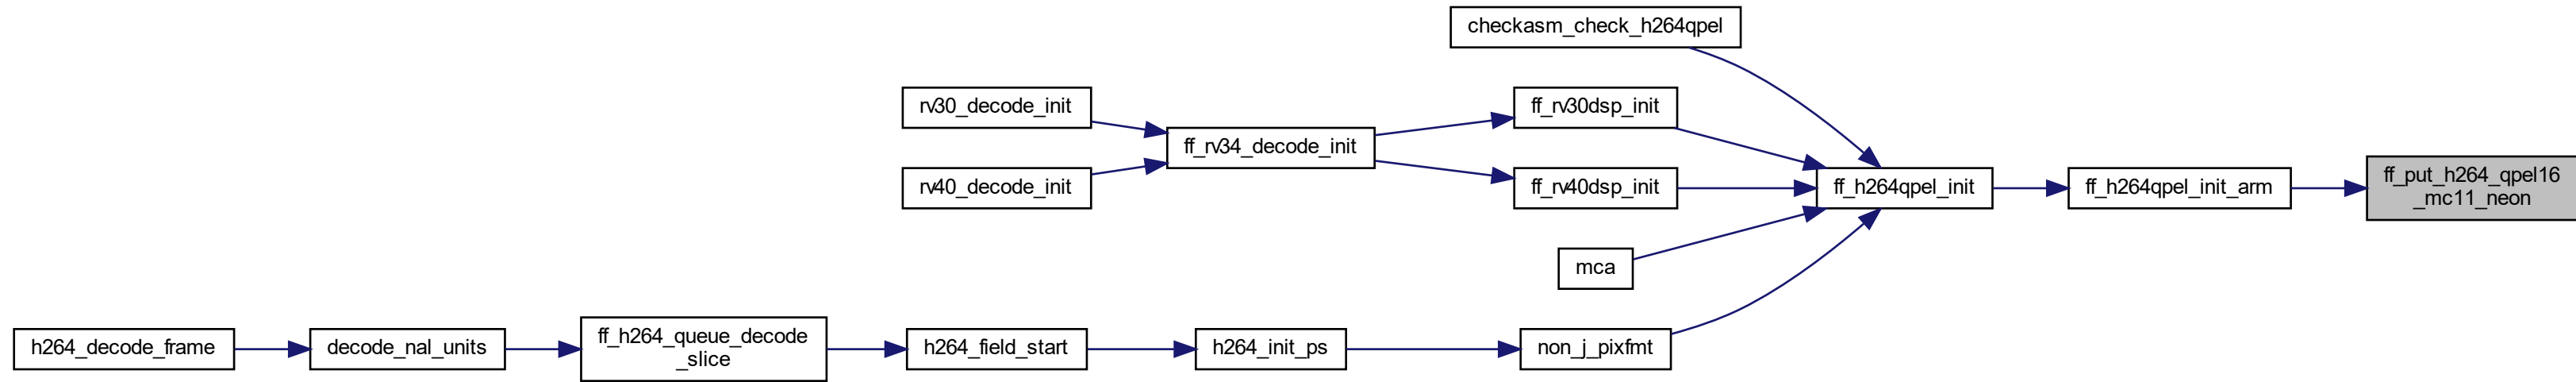 checkasm_check_h264qpel
rv30_decode_init
ff_rv30dsp_init
ff_rv34_decode_init
ff_put_h264_qpel16
_mc11_neon
rv40_decode_init
ff_rv40dsp_init
ff_h264qpel_init
ff_h264qpel_init_arm
mca
h264_decode_frame
decode_nal_units
ff_h264_queue_decode
_slice
h264_field_start
h264_init_ps
non_j_pixfmt